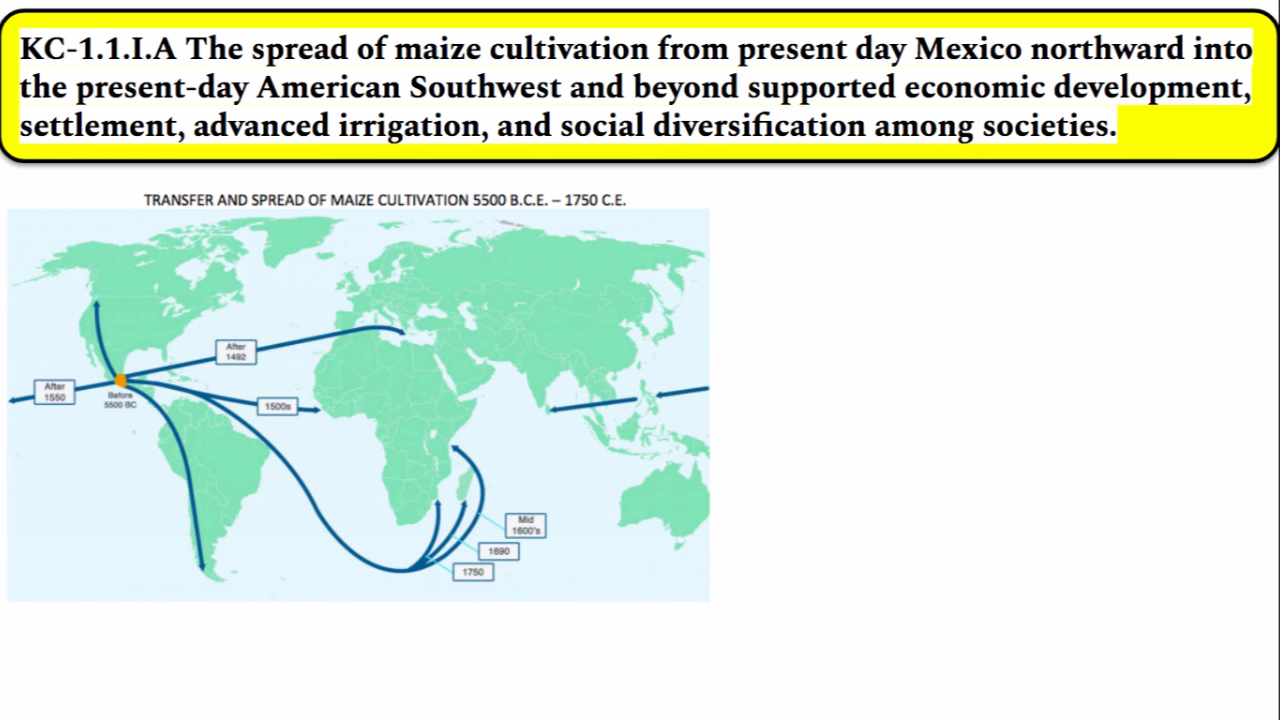 KC-1.1.I.A The spread of maize cultivation from present day Mexico northward into
the present-day American Southwest and beyond supported economic development,
settlement, advanced irrigation, and social diversification among societies.
TRANSFER AND SPREAD OF MAIZE CULTIVATION 5500 B.C.E. – 1750 C.E.
After
1492
After
1550
Before
5500 BC
1500s
Mid
1600's
1690
1750